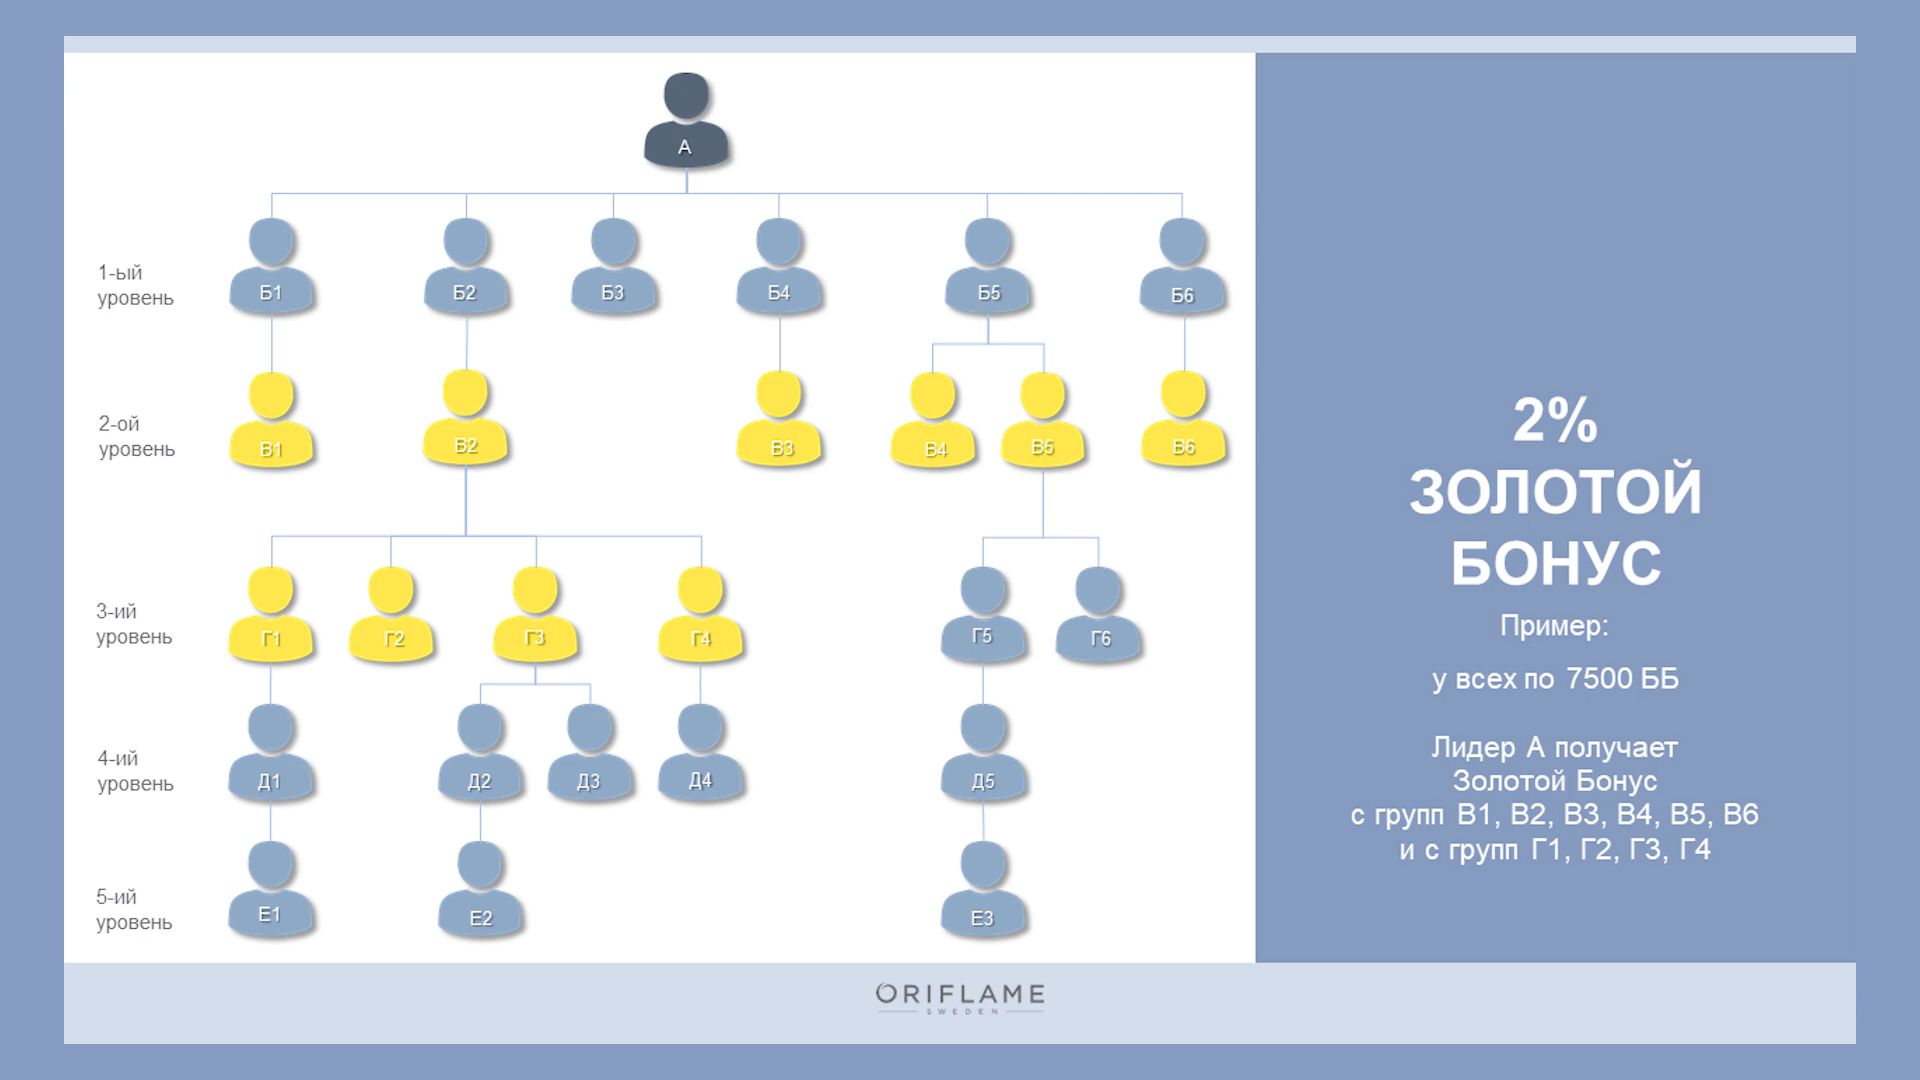 А
1-ый
уровень
Б1 Б2 Б3 Б4 Б5 Б6
2-ой
уровень
В1 В2 В3 В4 В5 В6
3-ий
уровень
Г1 Г2 Г3 Г4 Г5 Г6
4-ий
уровень
Д1 Д2 Д3 Д4 Д5
5-ий
уровень
Е1 Е2 Е3
2%
ЗОЛОТОЙ
БОНУС
Пример:
у всех по 7500 ББ
Лидер А получает
Золотой Бонус
с групп В1, В2, В3, В4, В5, В6
и с групп Г1, Г2, Г3, Г4
ORIFLAME
SWEDEN